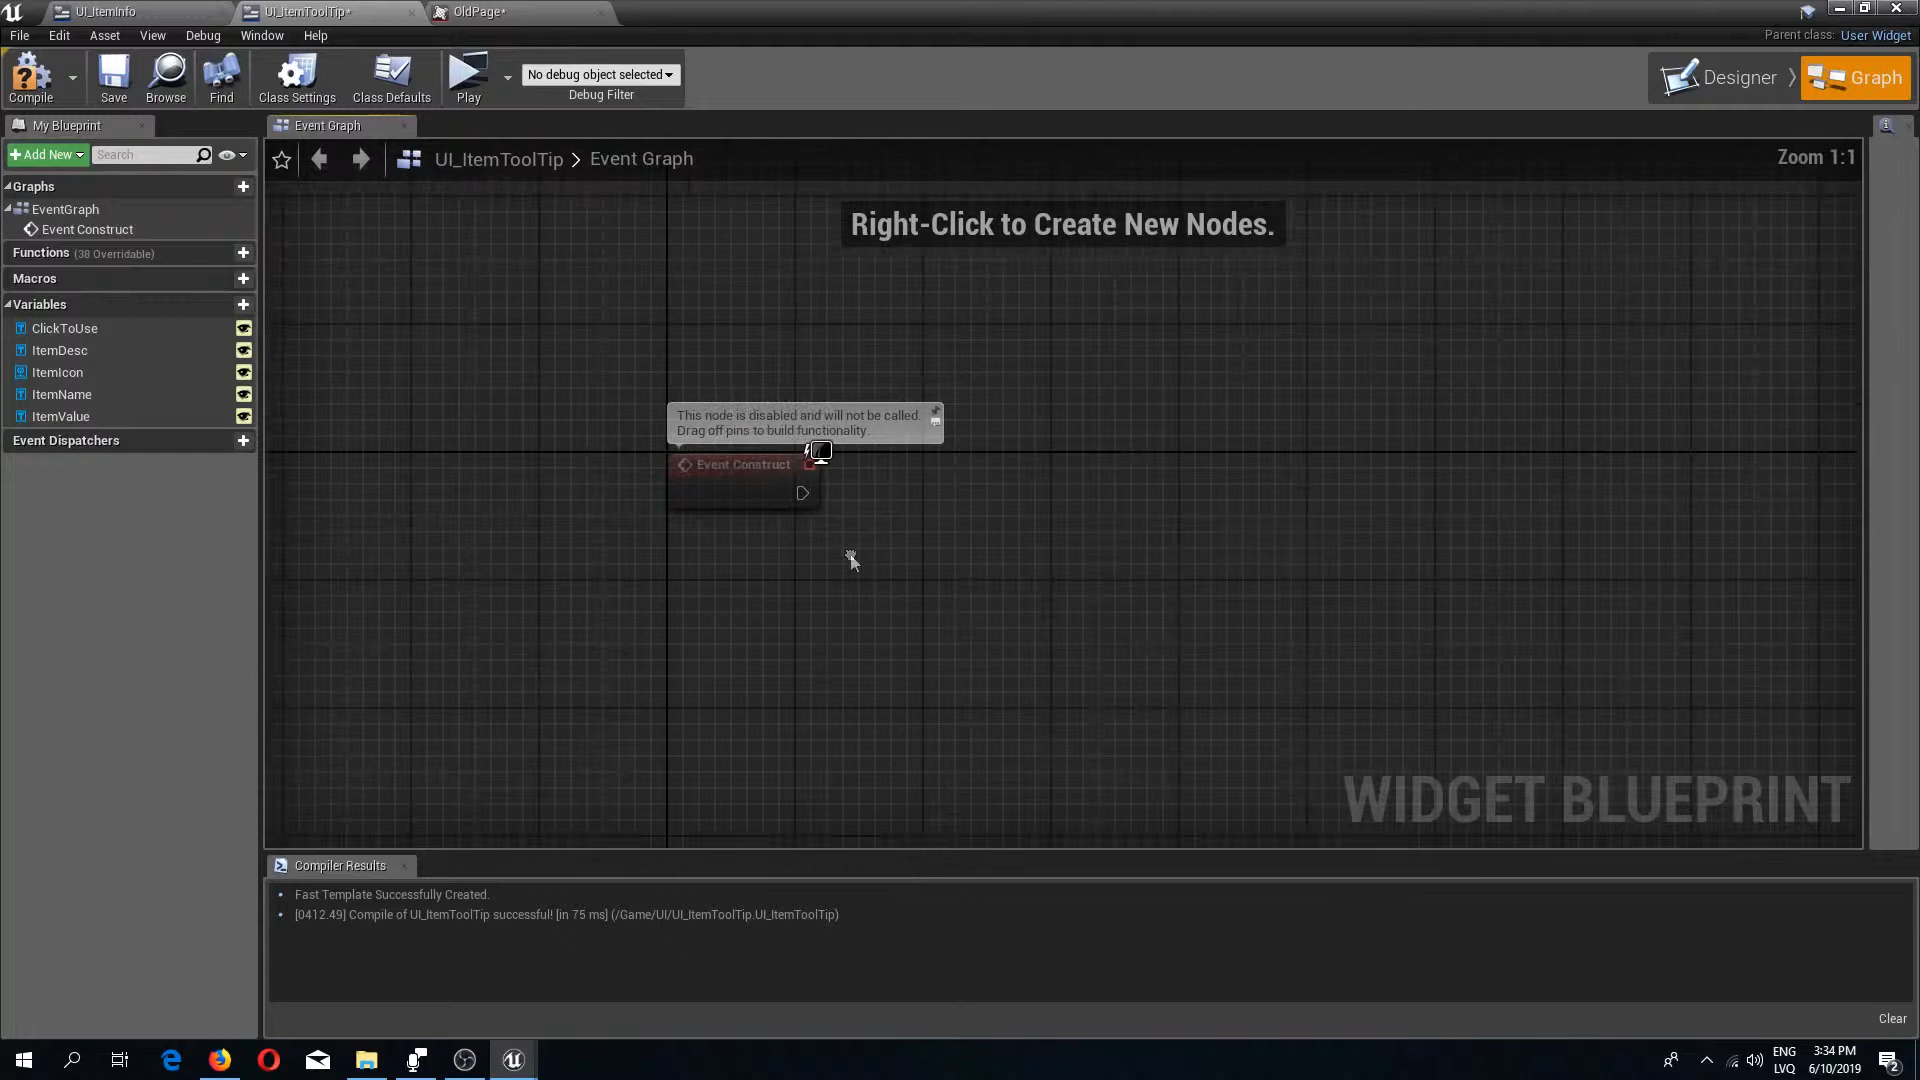 UI_ItemInfo
UI_ItemToolTip*
OldPage*
File Edit Asset View Debug Window Help
Parent class: User Widget
Compile
Save
Browse
Find
Class Settings
Class Defaults
Play
No debug object selected
Debug Filter
Designer
Graph
My Blueprint
Event Graph
Add New
Search
UI_ItemToolTip > Event Graph
Zoom 1:1
Graphs
EventGraph
Event Construct
Functions (38 Overridable)
Macros
Variables
ClickToUse
ItemDesc
ItemIcon
ItemName
ItemValue
Event Dispatchers
Right-Click to Create New Nodes.
This node is disabled and will not be called.
Drag off pins to build functionality.
Event Construct
WIDGET BLUEPRINT
Compiler Results
Fast Template Successfully Created.
[0412.49] Compile of UI_ItemToolTip successful! [in 75 ms] (/Game/UI/UI_ItemToolTip.UI_ItemToolTip)
Clear
ENG
LVQ
3:34 PM
6/10/2019
2